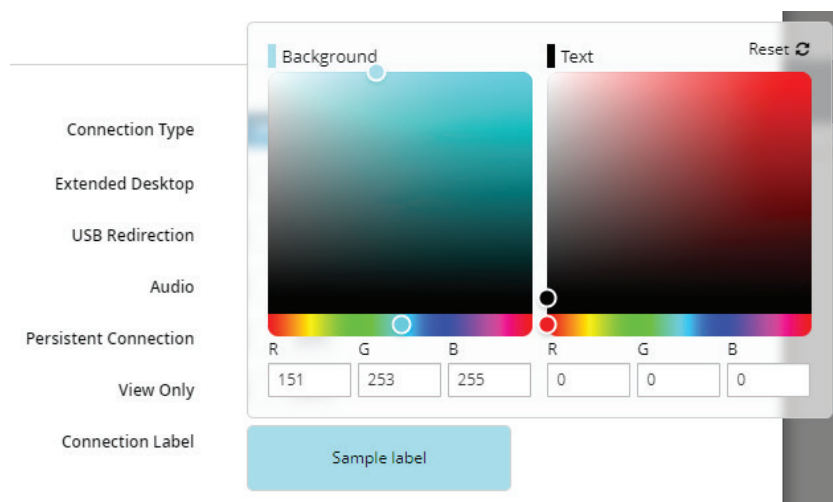 Background
Text
Reset
Connection Type
Extended Desktop
USB Redirection
Audio
Persistent Connection
View Only
Connection Label
R G B
151 253 255
R G B
0 0 0
Sample label